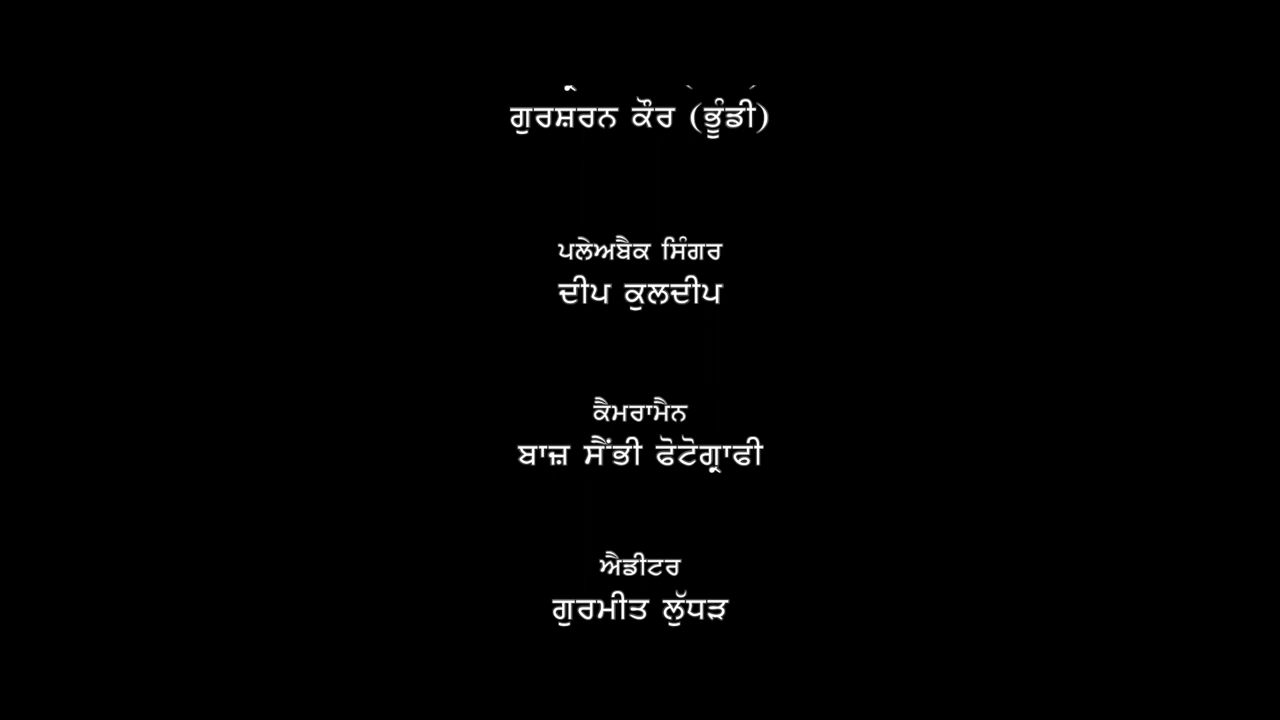 ਗੁਰਸ਼ਰਨ ਕੌਰ (ਭੂੰਡੀ)
ਪਲੇਅਬੈਕ ਸਿੰਗਰ
ਦੀਪ ਕੁਲਦੀਪ
ਕੈਮਰਾਮੈਨ
ਬਾਜ਼ ਸੈਂਭੀ ਫੋਟੋਗ੍ਰਾਫੀ
ਐਡੀਟਰ
ਗੁਰਮੀਤ ਲੁੱਧੜ